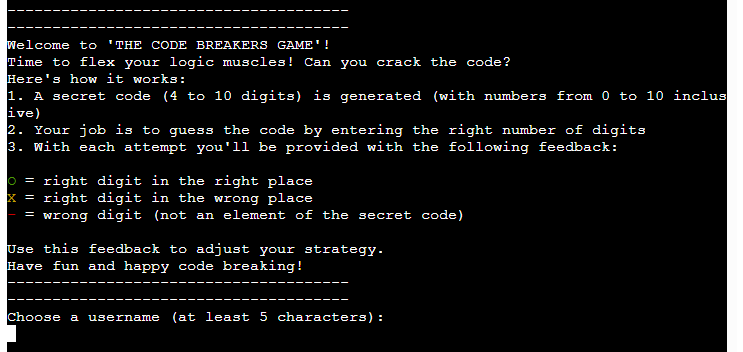 --------------------------------------
--------------------------------------
Welcome to 'THE CODE BREAKERS GAME'!
Time to flex your logic muscles! Can you crack the code?
Here's how it works:
1. A secret code (4 to 10 digits) is generated (with numbers from 0 to 10 inclus
ive)
2. Your job is to guess the code by entering the right number of digits
3. With each attempt you'll be provided with the following feedback:
O = right digit in the right place
X = right digit in the wrong place
- = wrong digit (not an element of the secret code)
Use this feedback to adjust your strategy.
Have fun and happy code breaking!
--------------------------------------
--------------------------------------
Choose a username (at least 5 characters):